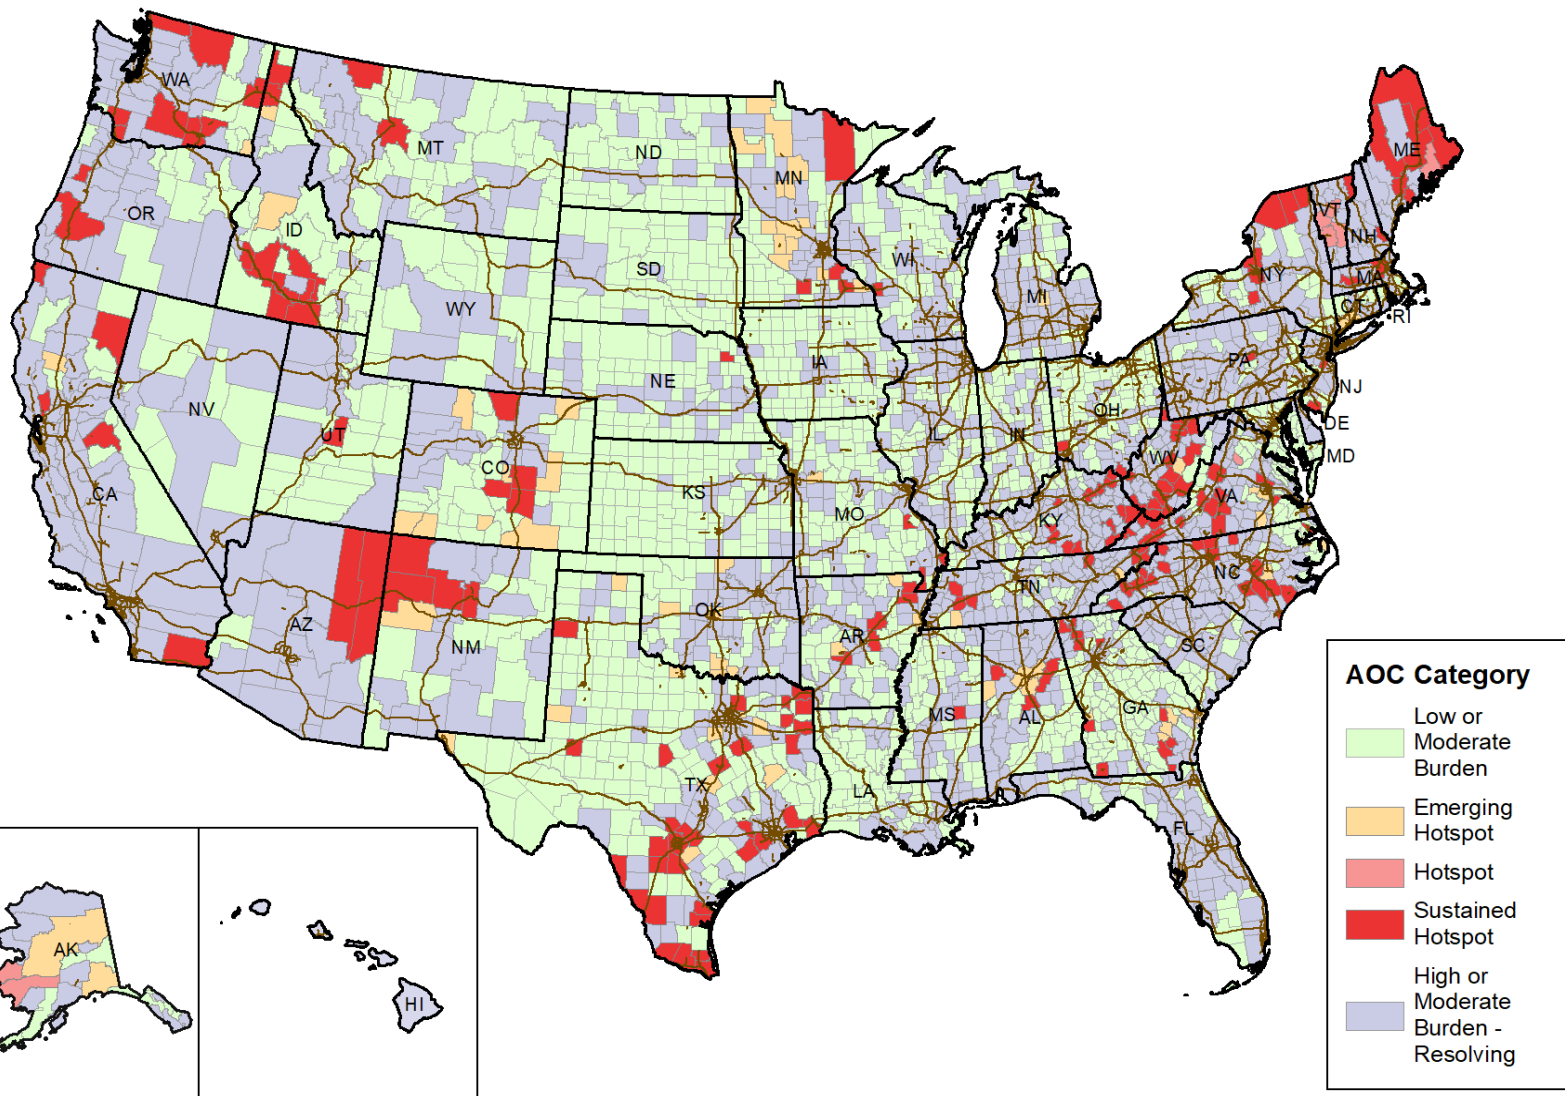 WA
MT
ND
MN
ME
OR
ID
SD
WI
VT
NH
NY
MA
MI
CT
RI
WY
IA
PA
NE
NJ
NV
UT
OH
DE
IL
IN
MD
CO
WV
CA
KS
MO
VA
KY
NC
TN
AZ
OK
AR
NM
SC
MS
AL
GA
TX
LA
FL
AK
HI
AOC Category
Low or
Moderate
Burden
Emerging
Hotspot
Hotspot
Sustained
Hotspot
High or
Moderate
Burden -
Resolving